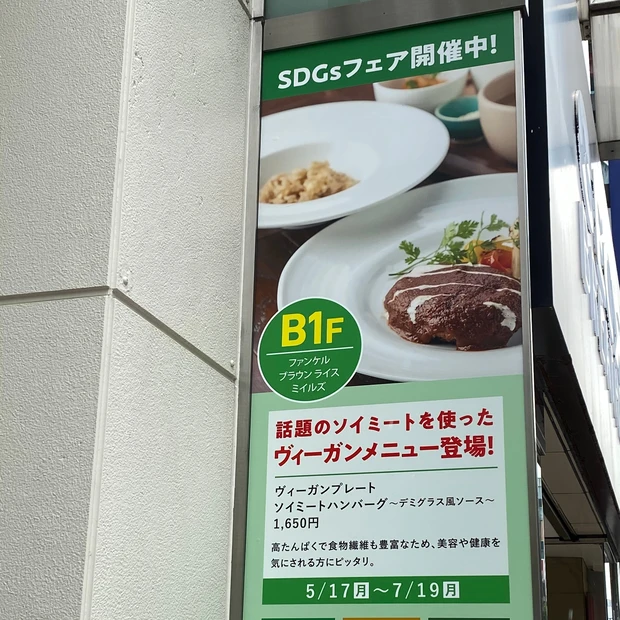 SDGsフェア開催中!
B1F
ファンケル
ブラウン ライス
ミイルズ
話題のソイミートを使った
ヴィーガンメニュー登場!
ヴィーガンプレート
ソイミートハンバーグ～デミグラス風ソース～
1,650円
高たんぱくで食物繊維も豊富なため、美容や健康を
気にされる方にピッタリ。
5/17月～7/19月